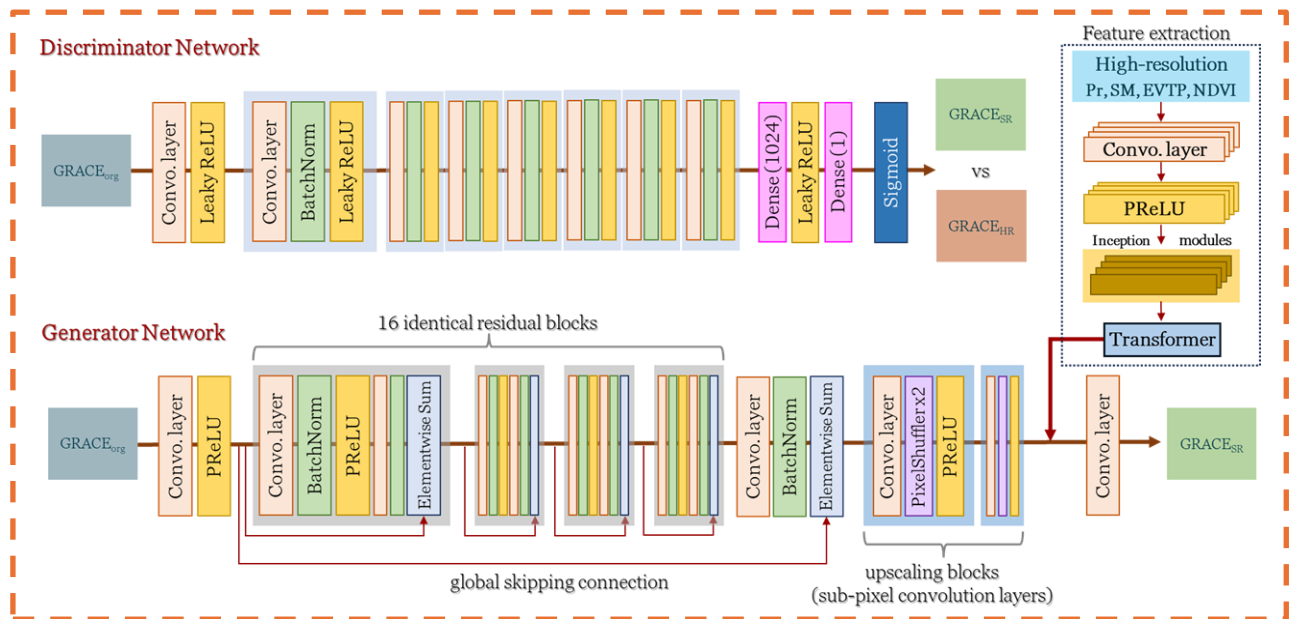 Discriminator Network
GRACEorg
Convo. layer
Leaky ReLU
Convo. layer
BatchNorm
Leaky ReLU
Dense (1024)
Leaky ReLU
Dense (1)
Sigmoid
GRACESR
vs
GRACEHR
Feature extraction
High-resolution
Pr, SM, EVTP, NDVI
Convo. layer
PReLU
Inception modules
Transformer
Generator Network
16 identical residual blocks
GRACEorg
Convo. layer
PReLU
Convo. layer
BatchNorm
PReLU
Elementwise Sum
Convo. layer
BatchNorm
Elementwise Sum
Convo. layer
PixelShufflerx2
PReLU
Convo. layer
GRACESR
global skipping connection
upscaling blocks
(sub-pixel convolution layers)